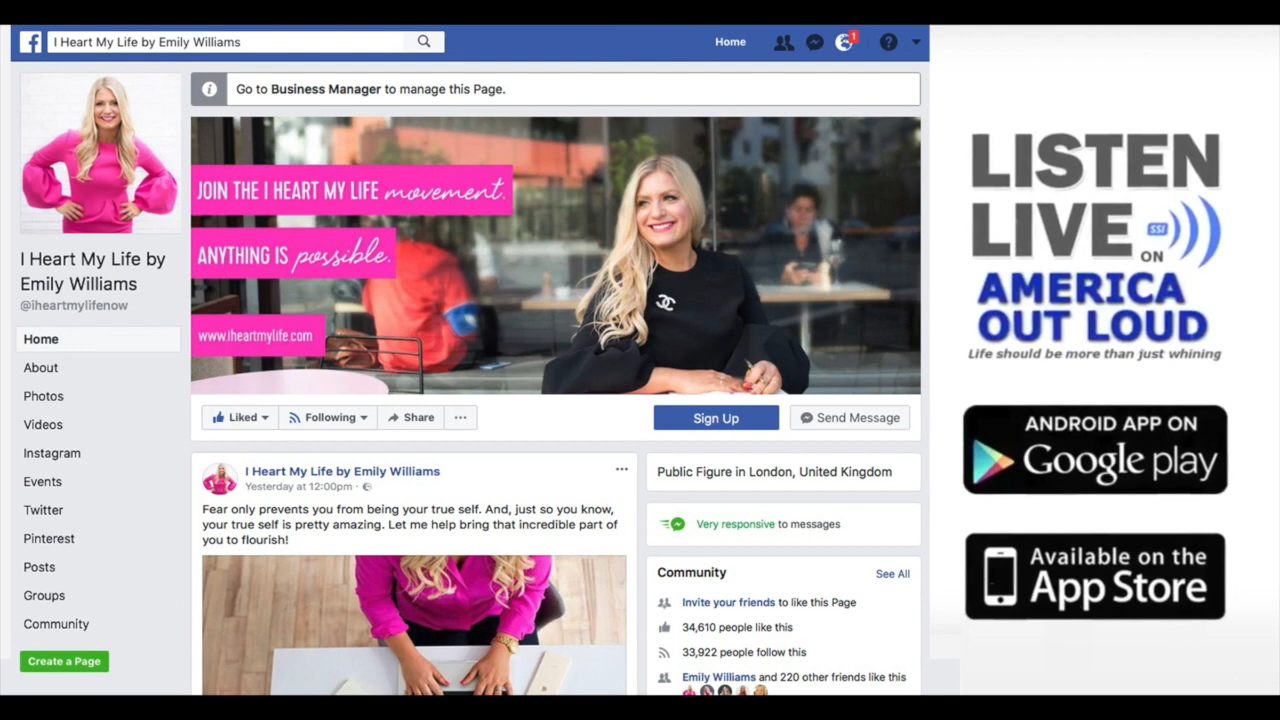 I Heart My Life by Emily Williams
Home
1
?
Go to Business Manager to manage this Page.
JOIN THE I HEART MY LIFE movement.
ANYTHING IS possible.
www.iheartmylife.com
I Heart My Life by
Emily Williams
@iheartmylifenow
Home
About
Photos
Videos
Instagram
Events
Twitter
Pinterest
Posts
Groups
Community
Create a Page
Liked
Following
Share
Sign Up
Send Message
I Heart My Life by Emily Williams
Yesterday at 12:00pm ·
Fear only prevents you from being your true self. And, just so you know,
your true self is pretty amazing. Let me help bring that incredible part of
you to flourish!
Public Figure in London, United Kingdom
Very responsive to messages
Community
See All
Invite your friends to like this Page
34,610 people like this
33,922 people follow this
Emily Williams and 220 other friends like this
LISTEN
LIVE
SSI
ON
AMERICA
OUT LOUD
Life should be more than just whining
ANDROID APP ON
Google play
Available on the
App Store